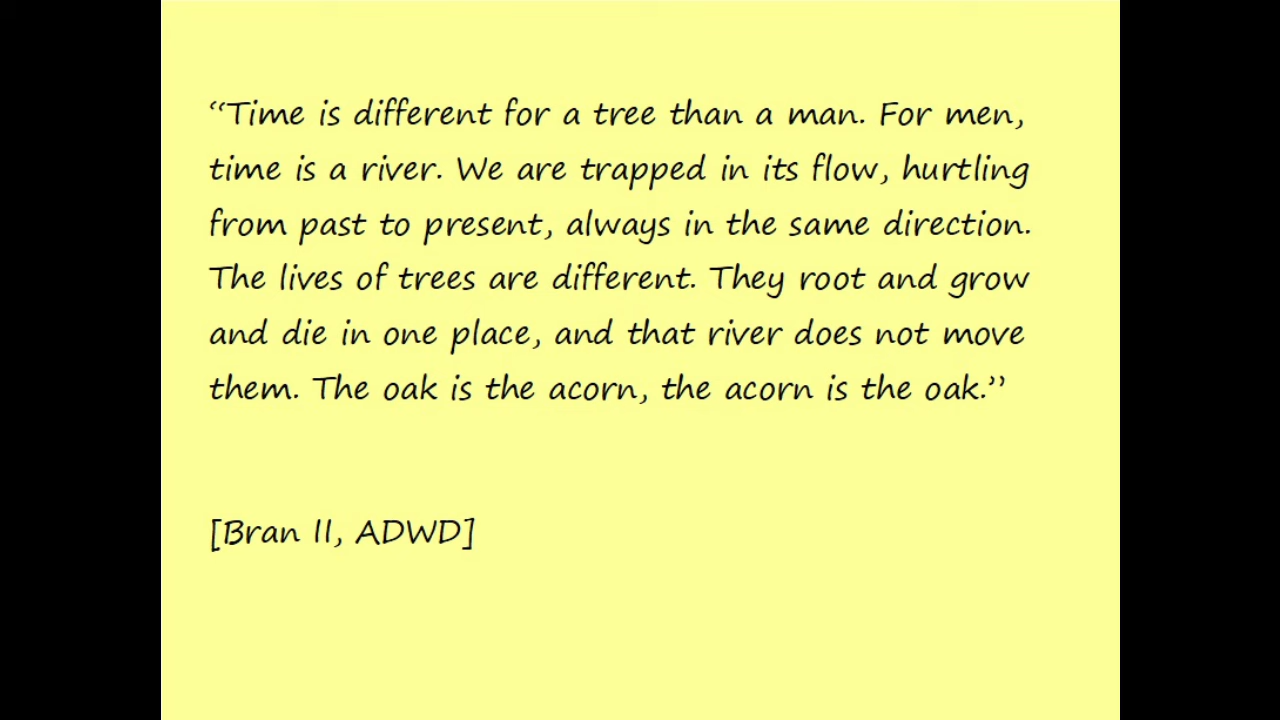 “Time is different for a tree than a man. For men,
time is a river. We are trapped in its flow, hurtling
from past to present, always in the same direction.
The lives of trees are different. They root and grow
and die in one place, and that river does not move
them. The oak is the acorn, the acorn is the oak.”
[Bran II, ADWD]